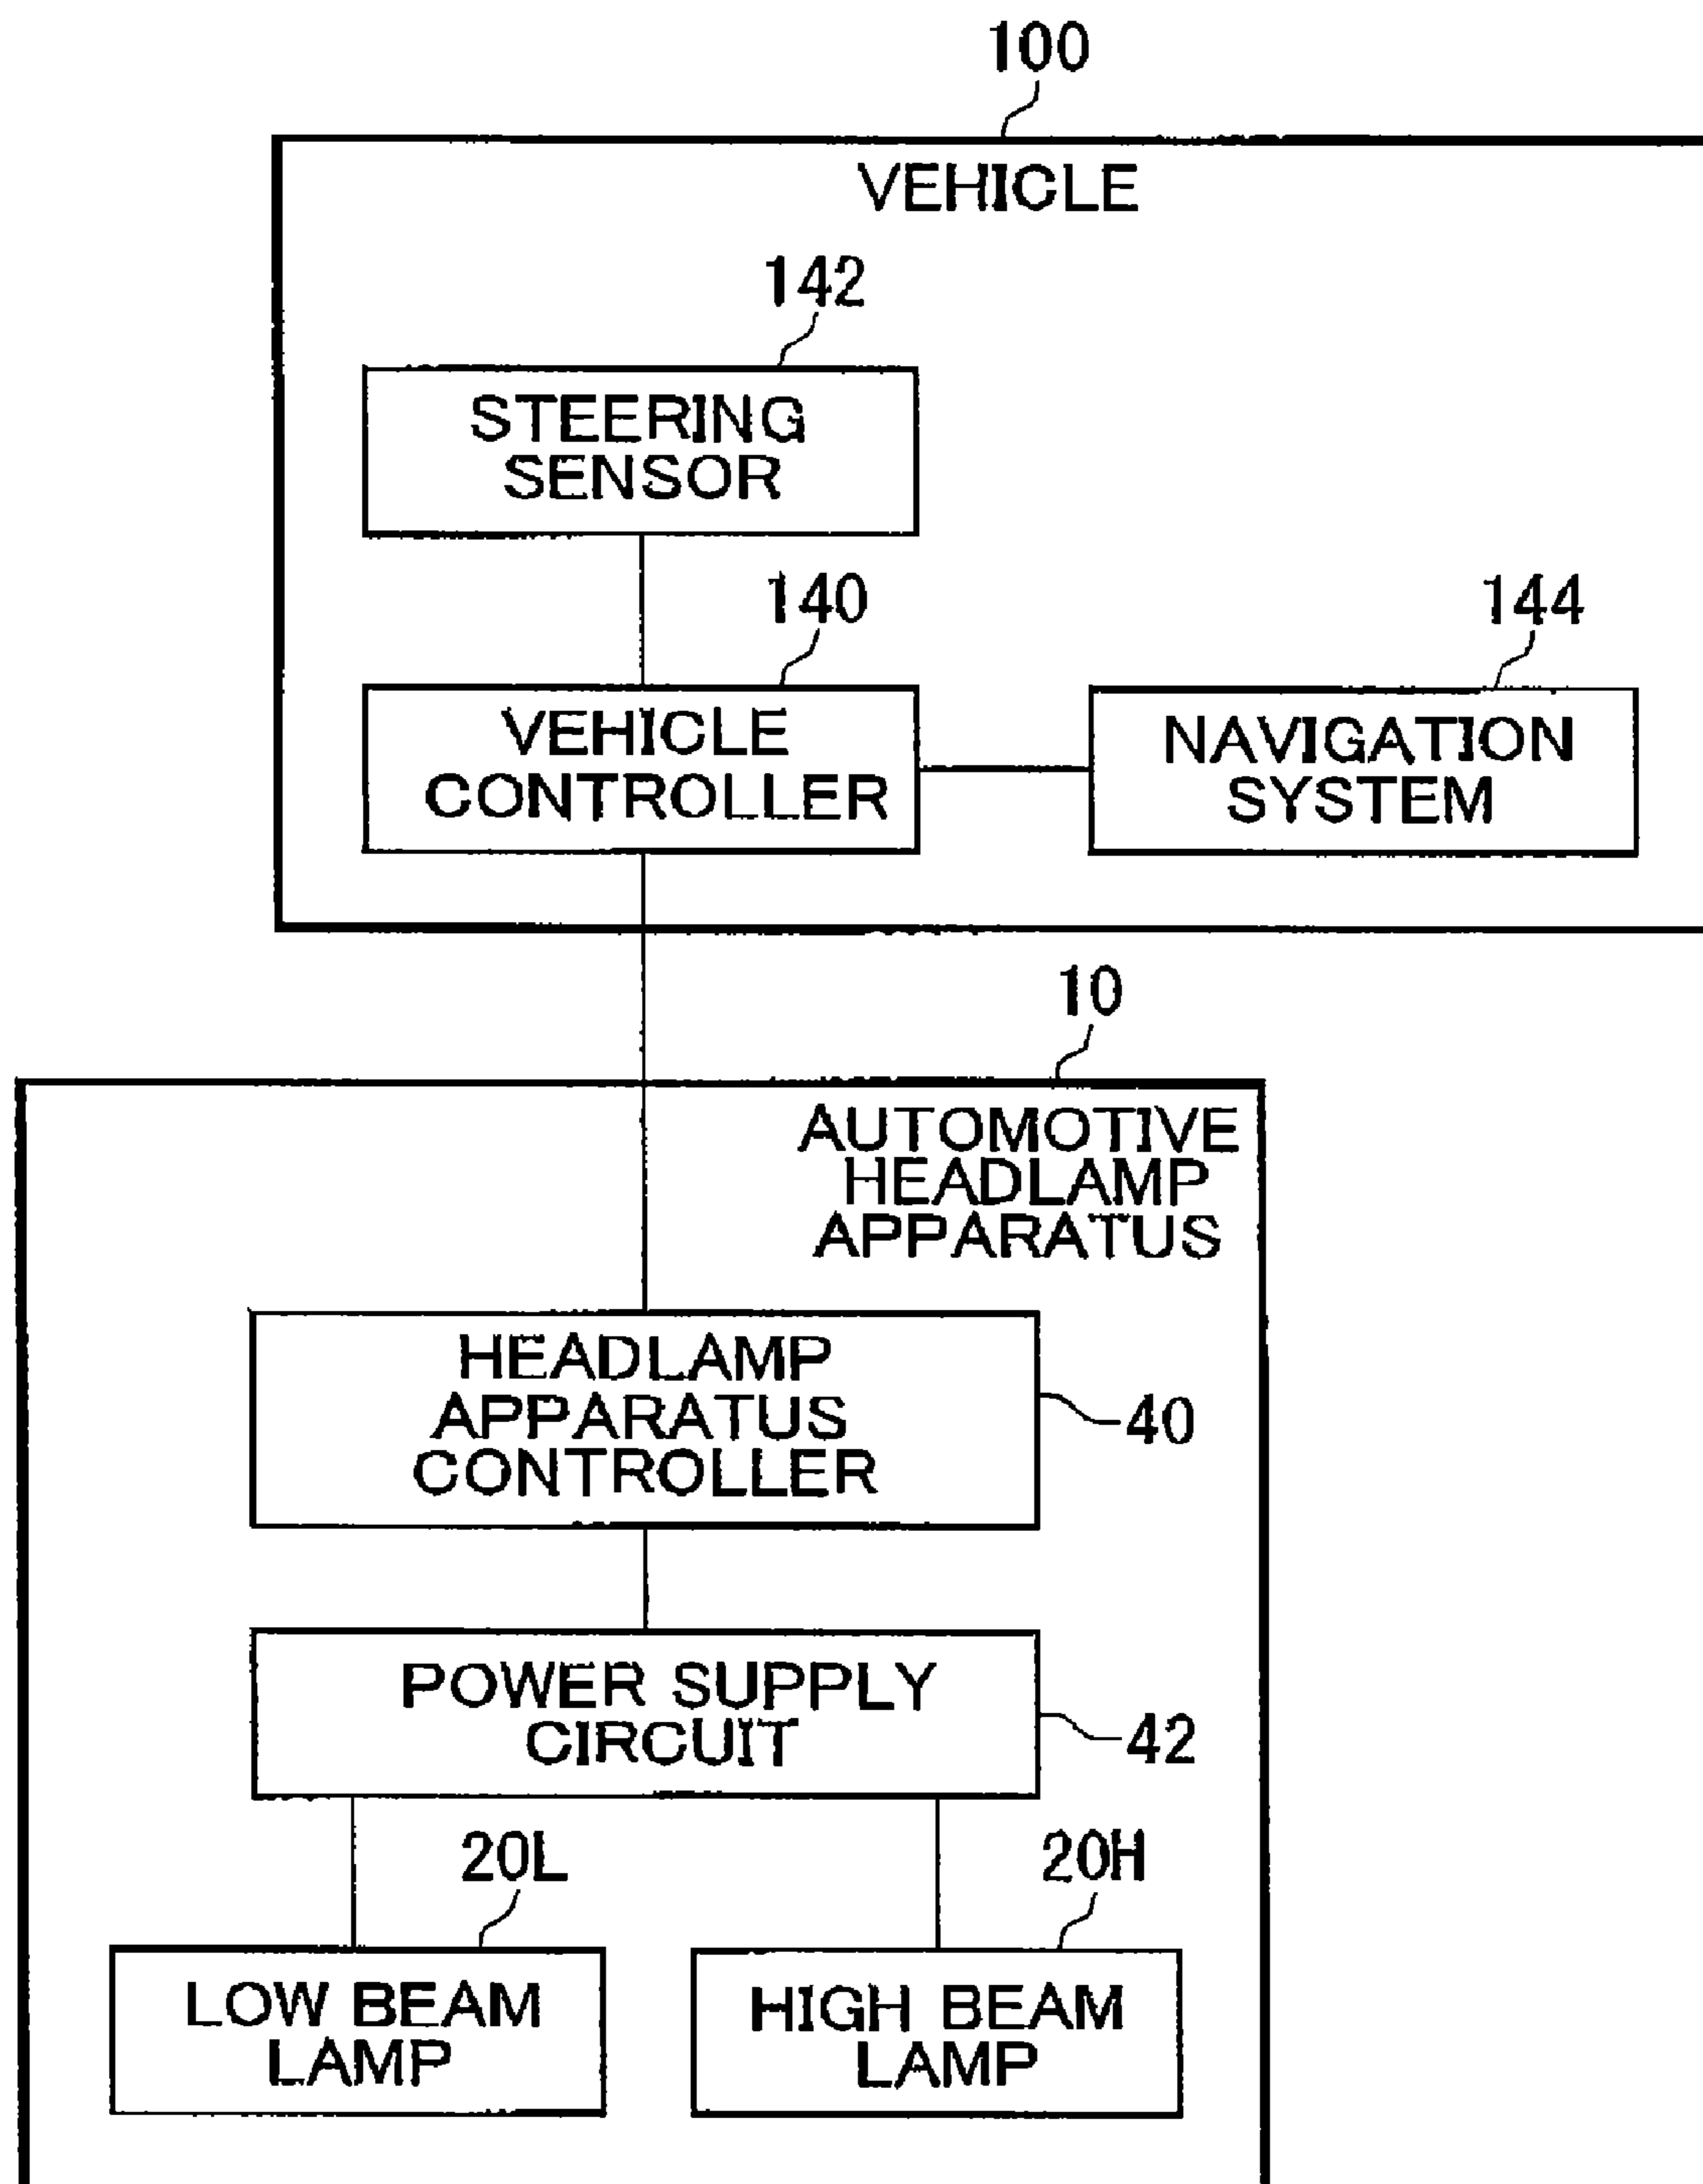 100
VEHICLE
142
STEERING
SENSOR
140
VEHICLE
CONTROLLER
144
NAVIGATION
SYSTEM
10
AUTOMOTIVE
HEADLAMP
APPARATUS
HEADLAMP
APPARATUS
CONTROLLER
40
POWER SUPPLY
CIRCUIT
42
20L
LOW BEAM
LAMP
20H
HIGH BEAM
LAMP